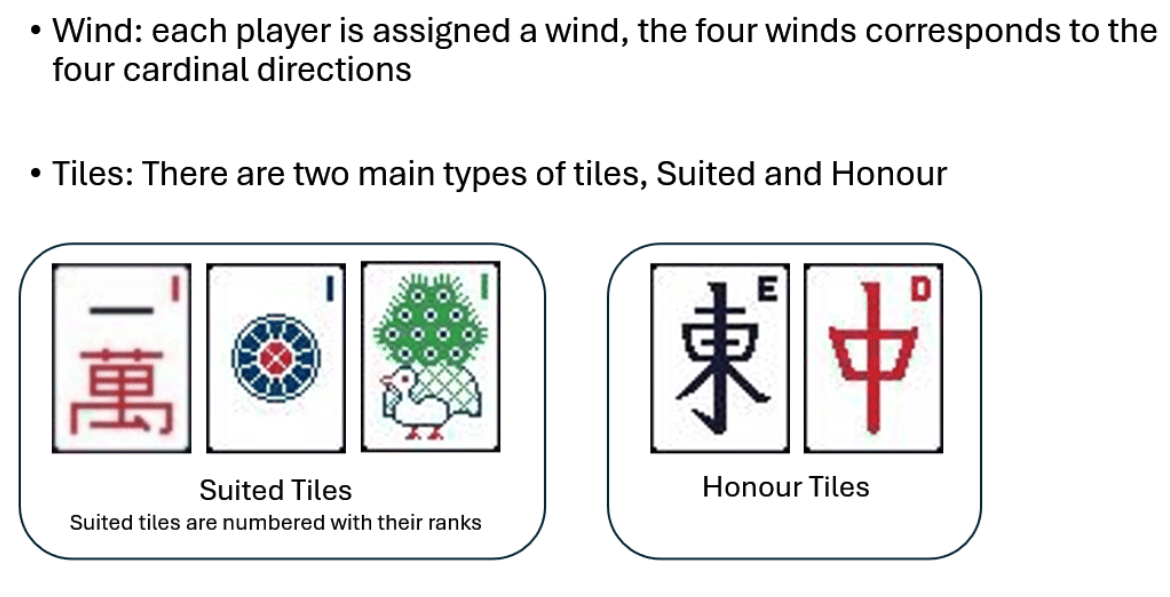 • Wind: each player is assigned a wind, the four winds corresponds to the
four cardinal directions
• Tiles: There are two main types of tiles, Suited and Honour
一 1
萬
1
1
東 E
中 D
Suited Tiles
Suited tiles are numbered with their ranks
Honour Tiles